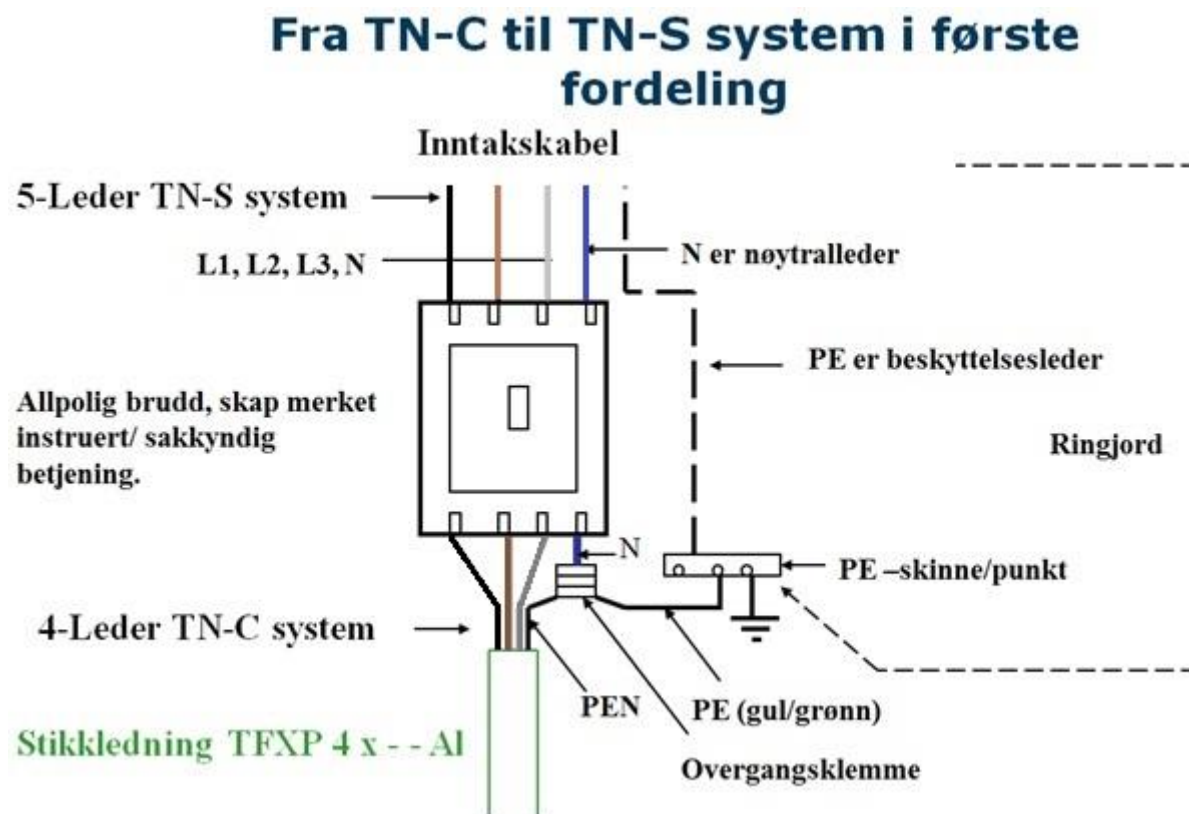 Fra TN-C til TN-S system i første
fordeling
Inntakskabel
5-Leder TN-S system
L1, L2, L3, N
N er nøytralleder
PE er beskyttelsesleder
Allpolig brudd, skap merket
instruert/ sakkyndig
betjening.
Ringjord
N
PE –skinne/punkt
4-Leder TN-C system
PEN
PE (gul/grønn)
Stikkledning TFXP 4 x - - Al
Overgangsklemme